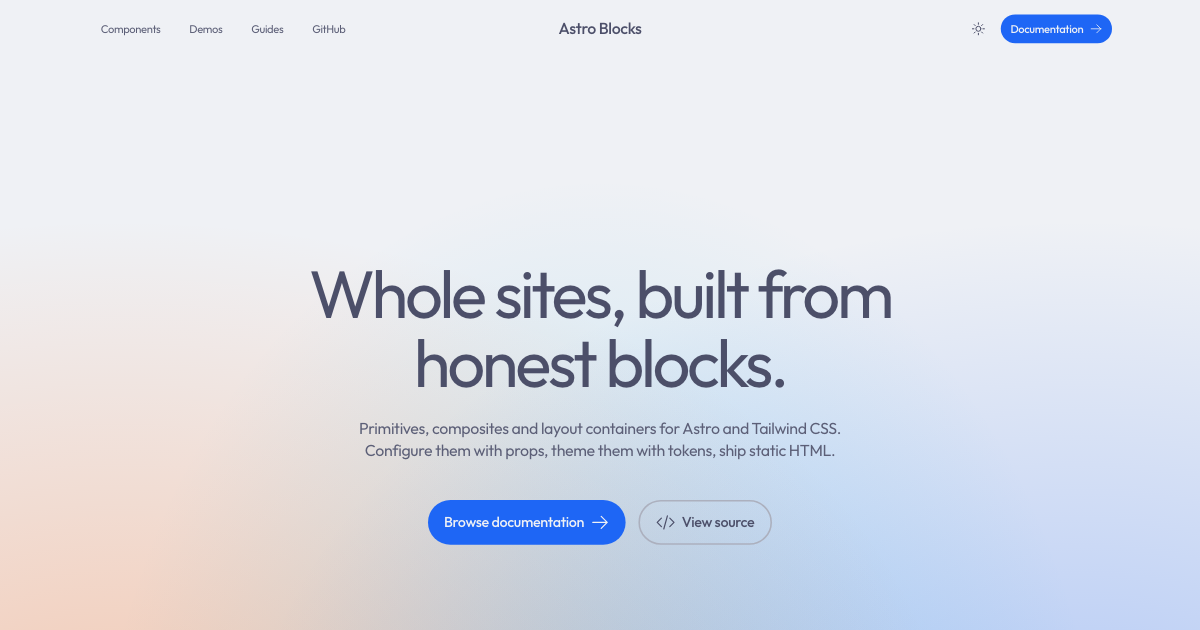 Components Demos Guides GitHub Astro Blocks Documentation
Whole sites, built from
honest blocks.
Primitives, composites and layout containers for Astro and Tailwind CSS.
Configure them with props, theme them with tokens, ship static HTML.
Browse documentation View source